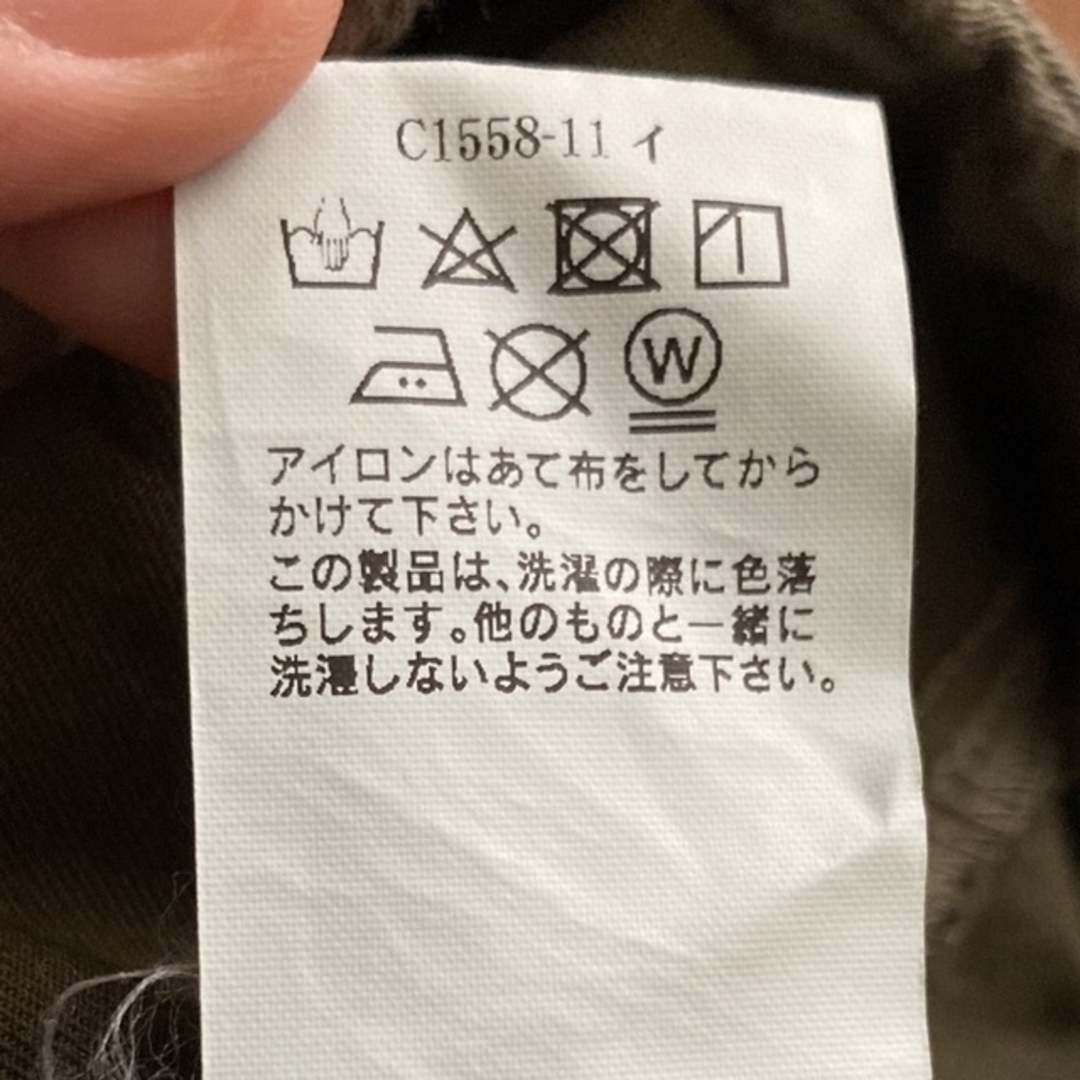 C1558-11 イ
W
アイロンはあて布をしてから
かけて下さい。
この製品は、洗濯の際に色落
ちします。他のものと一緒に
洗濯しないようご注意下さい。